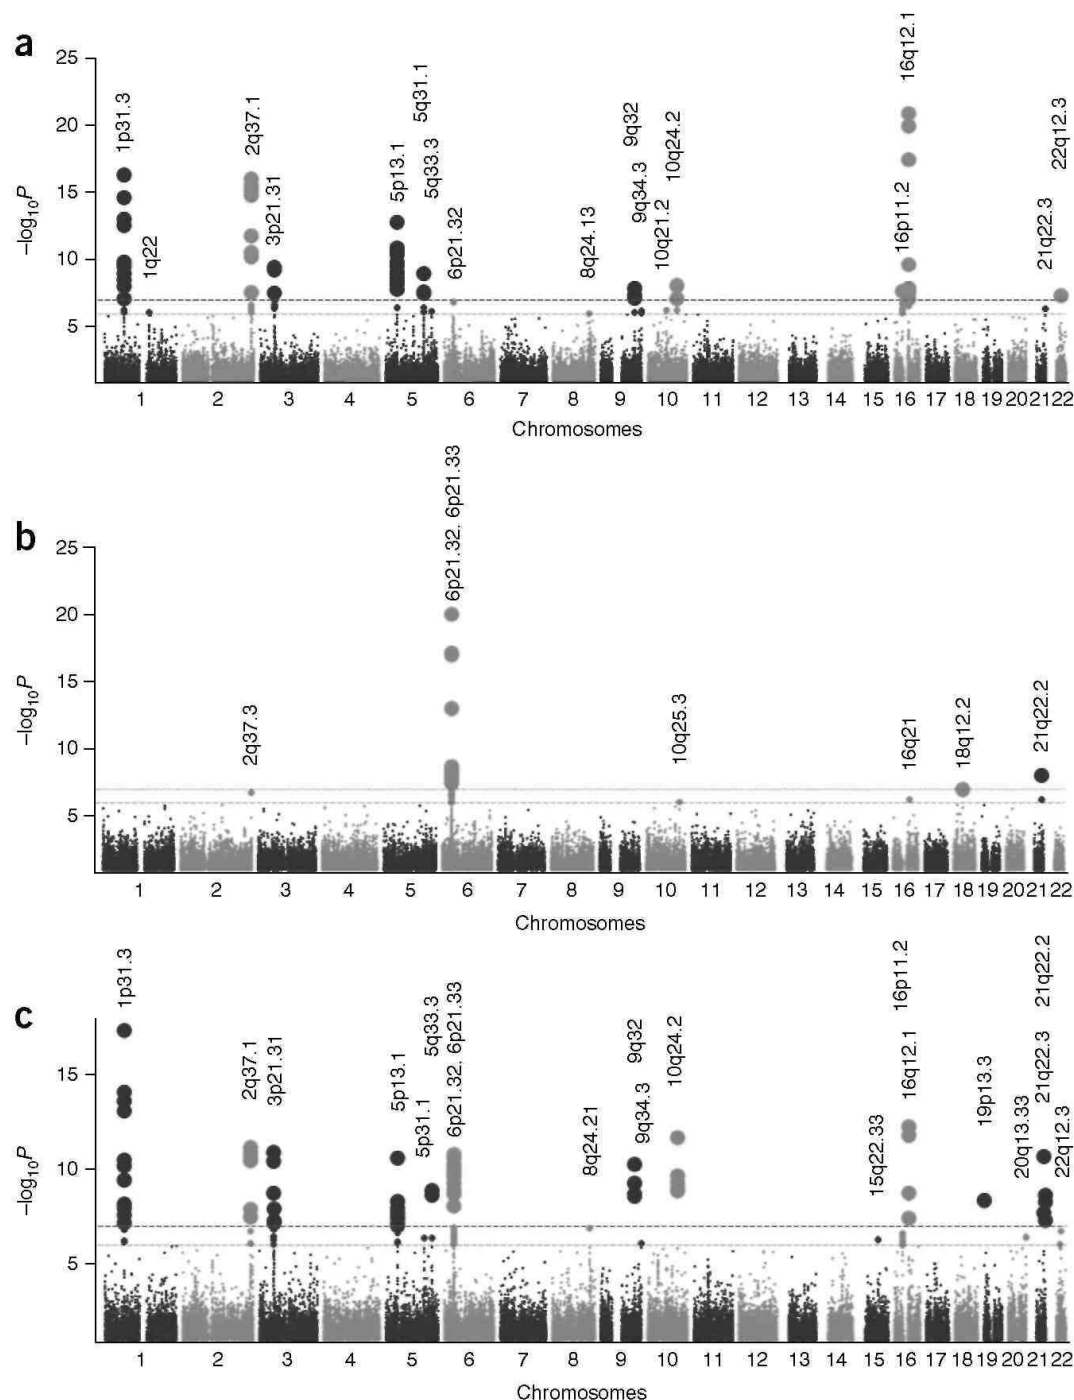 a
−log10P
25
20
15
10
5
1p31.3
1q22
2q37.1
3p21.31
5p13.1
5q31.1
5q33.3
6p21.32
8q24.13
9q32
9q34.3
10q21.2
10q24.2
16p11.2
16q12.1
21q22.3
22q12.3
1 2 3 4 5 6 7 8 9 10 11 12 13 14 15 16 17 18 19 20 21 22
Chromosomes
b
−log10P
25
20
15
10
5
2q37.3
6p21.32. 6p21.33
10q25.3
16q21
18q12.2
21q22.2
1 2 3 4 5 6 7 8 9 10 11 12 13 14 15 16 17 18 19 20 21 22
Chromosomes
c
−log10P
15
10
5
1p31.3
2q37.1
3p21.31
5p13.1
5p31.1
5q33.3
6p21.32. 6p21.33
8q24.21
9q32
9q34.3
10q24.2
15q22.33
16p11.2
16q12.1
19p13.3
20q13.33
21q22.2
21q22.3
22q12.3
1 2 3 4 5 6 7 8 9 10 11 12 13 14 15 16 17 18 19 20 21 22
Chromosomes